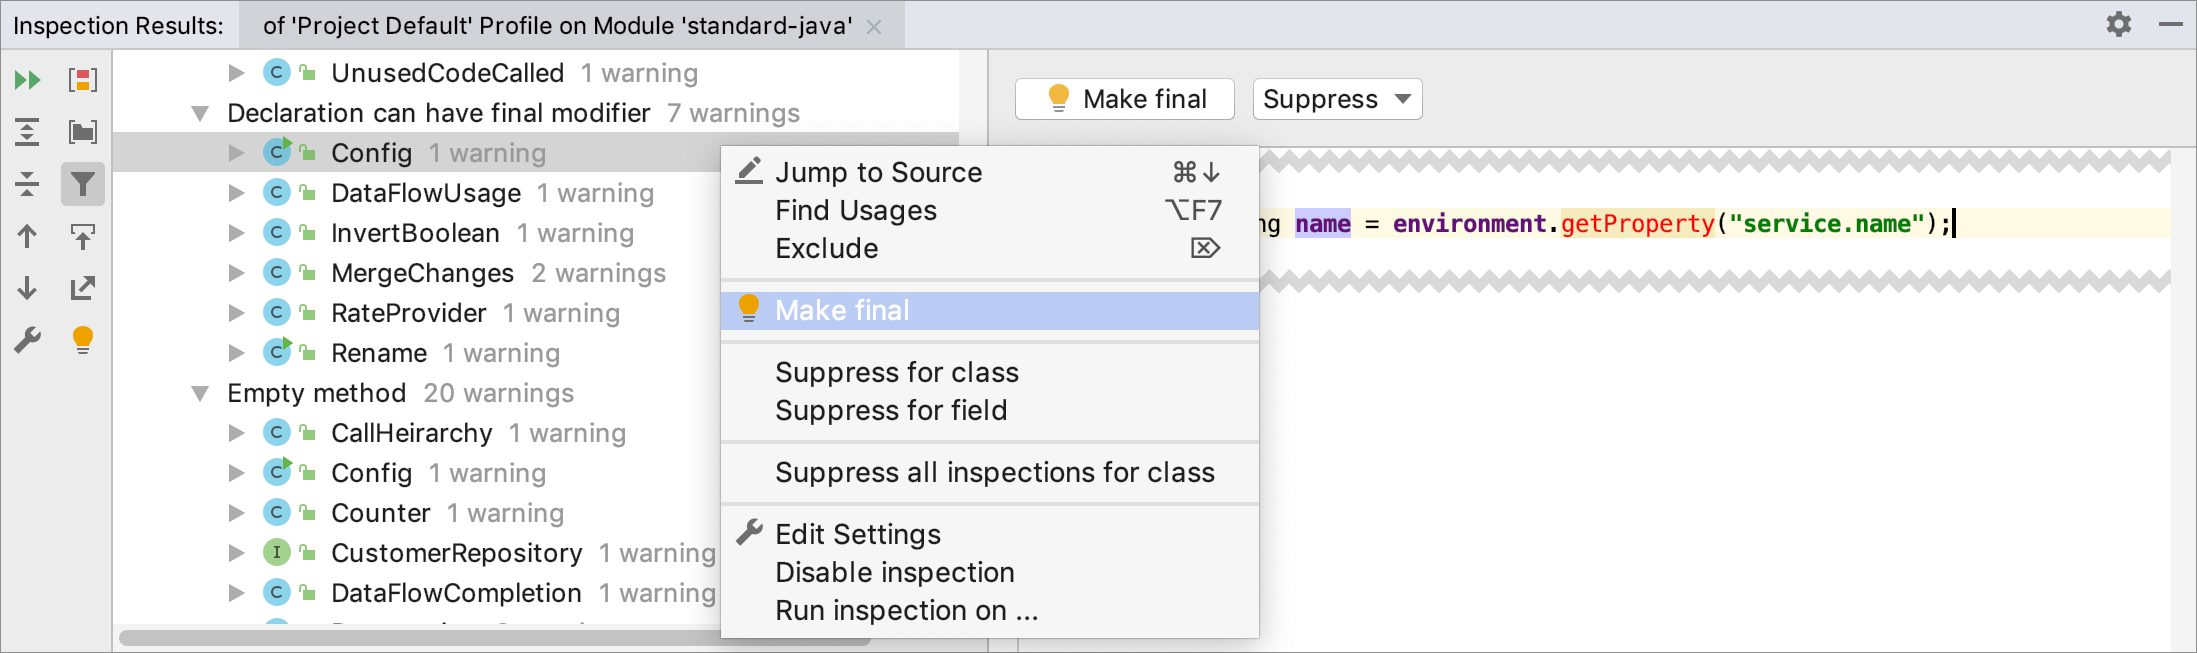 Inspection Results: of 'Project Default' Profile on Module 'standard-java'
UnusedCodeCalled 1 warning
Declaration can have final modifier 7 warnings
Config 1 warning
DataFlowUsage 1 warning
InvertBoolean 1 warning
MergeChanges 2 warnings
RateProvider 1 warning
Rename 1 warning
Empty method 20 warnings
CallHeirarchy 1 warning
Config 1 warning
Counter 1 warning
CustomerRepository 1 warning
DataFlowCompletion 1 warning
Jump to Source ⌘↓
Find Usages ⌥F7
Exclude ⌦
Make final
Suppress for class
Suppress for field
Suppress all inspections for class
Edit Settings
Disable inspection
Run inspection on ...
Make final Suppress
ng name = environment.getProperty("service.name");